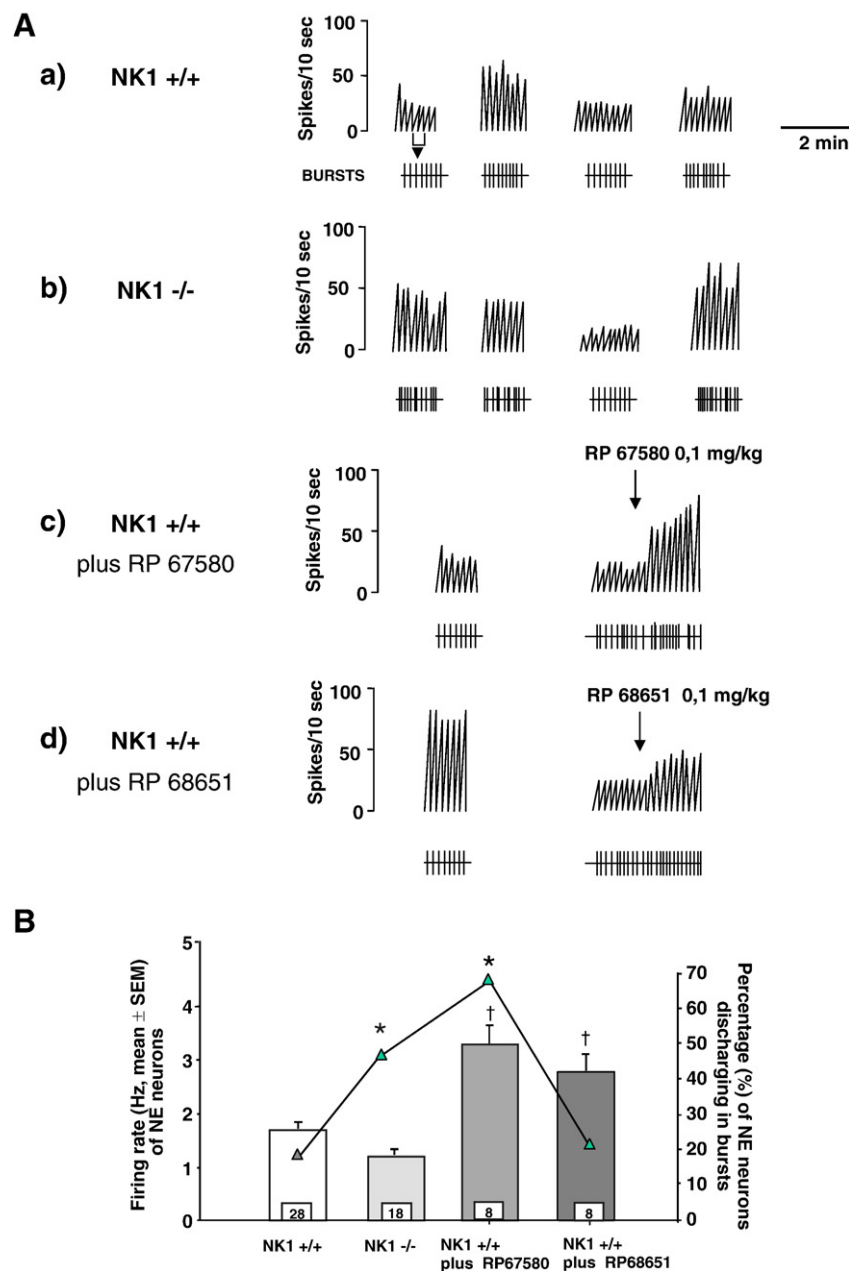 A
a) NK1 +/+
Spikes/10 sec
100
50
0
2 min
BURSTS
b) NK1 -/-
Spikes/10 sec
100
50
0
RP 67580 0,1 mg/kg
c) NK1 +/+
plus RP 67580
Spikes/10 sec
100
50
0
RP 68651 0,1 mg/kg
d) NK1 +/+
plus RP 68651
Spikes/10 sec
100
50
0
B
Firing rate (Hz, mean ± SEM)
of NE neurons
5
4
3
2
1
0
*
*
†
†
28
18
8
8
70
60
50
40
30
20
10
0
Percentage (%) of NE neurons
discharging in bursts
NK1 +/+
NK1 -/-
NK1 +/+
plus RP67580
NK1 +/+
plus RP68651